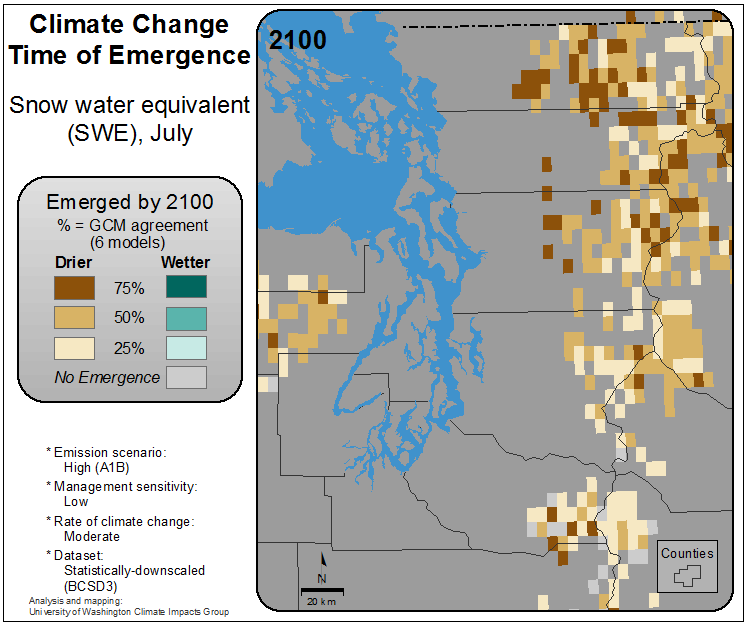 Climate Change
Time of Emergence
Snow water equivalent
(SWE), July
Emerged by 2100
% = GCM agreement
(6 models)
Drier Wetter
75%
50%
25%
No Emergence
* Emission scenario:
High (A1B)
* Management sensitivity:
Low
* Rate of climate change:
Moderate
* Dataset:
Statistically-downscaled
(BCSD3)
Analysis and mapping:
University of Washington Climate Impacts Group
2100
N
20 km
Counties